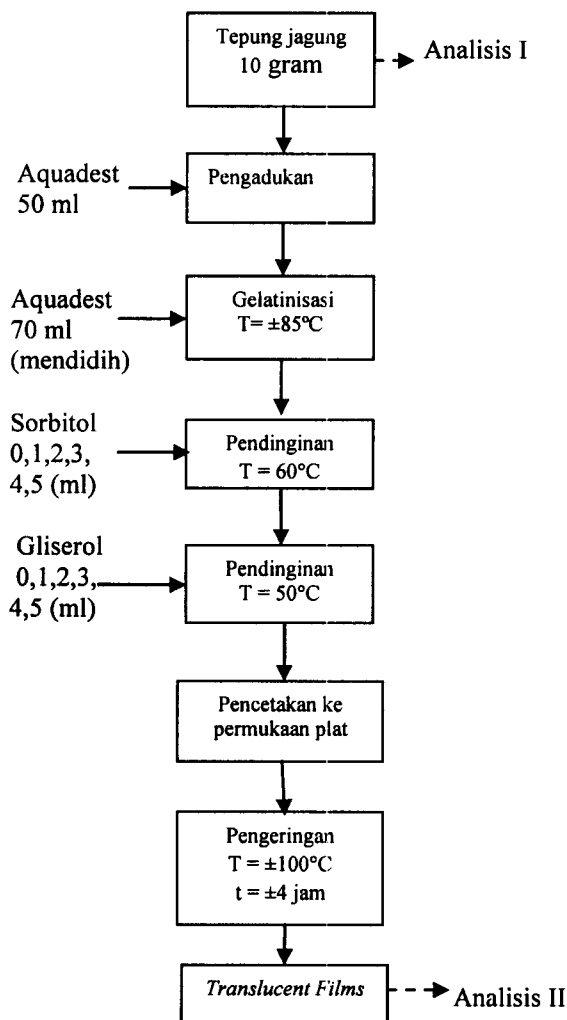 Tepung jagung
10 gram
Analisis I
Aquadest
50 ml
Pengadukan
Aquadest
70 ml
(mendidih)
Gelatinisasi
T= ±85°C
Sorbitol
0,1,2,3,
4,5 (ml)
Pendinginan
T = 60°C
Gliserol
0,1,2,3,
4,5 (ml)
Pendinginan
T = 50°C
Pencetakan ke
permukaan plat
Pengeringan
T = ±100°C
t = ±4 jam
Translucent Films
Analisis II